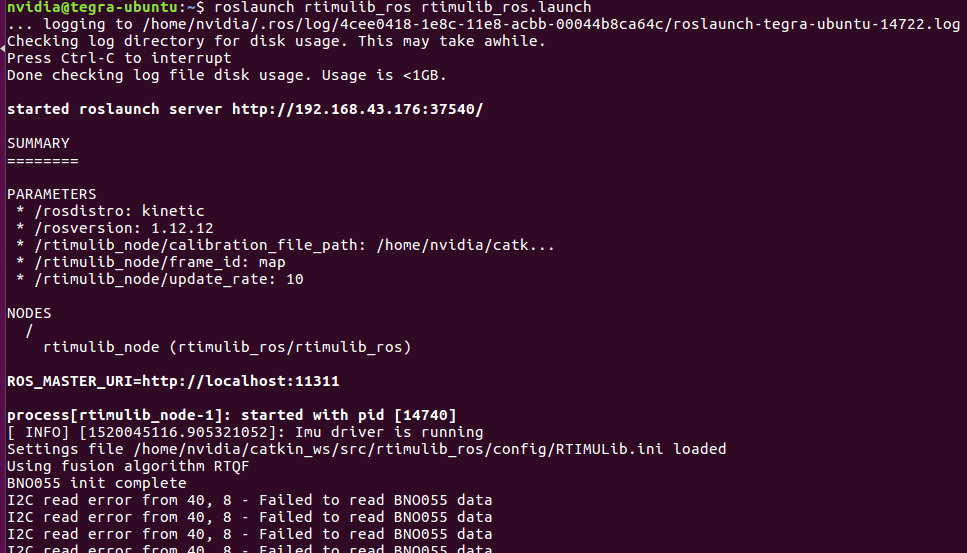 nvidia@tegra-ubuntu:~$ roslaunch rtimulib_ros rtimulib_ros.launch
... logging to /home/nvidia/.ros/log/4cee0418-1e8c-11e8-acbb-00044b8ca64c/roslaunch-tegra-ubuntu-14722.log
Checking log directory for disk usage. This may take awhile.
Press Ctrl-C to interrupt
Done checking log file disk usage. Usage is <1GB.
started roslaunch server http://192.168.43.176:37540/
SUMMARY
========
PARAMETERS
 * /rosdistro: kinetic
 * /rosversion: 1.12.12
 * /rtimulib_node/calibration_file_path: /home/nvidia/catk...
 * /rtimulib_node/frame_id: map
 * /rtimulib_node/update_rate: 10
NODES
  /
    rtimulib_node (rtimulib_ros/rtimulib_ros)
ROS_MASTER_URI=http://localhost:11311
process[rtimulib_node-1]: started with pid [14740]
[ INFO] [1520045116.905321052]: Imu driver is running
Settings file /home/nvidia/catkin_ws/src/rtimulib_ros/config/RTIMULib.ini loaded
Using fusion algorithm RTQF
BNO055 init complete
I2C read error from 40, 8 - Failed to read BNO055 data
I2C read error from 40, 8 - Failed to read BNO055 data
I2C read error from 40, 8 - Failed to read BNO055 data
I2C read error from 40, 8 - Failed to read BNO055 data